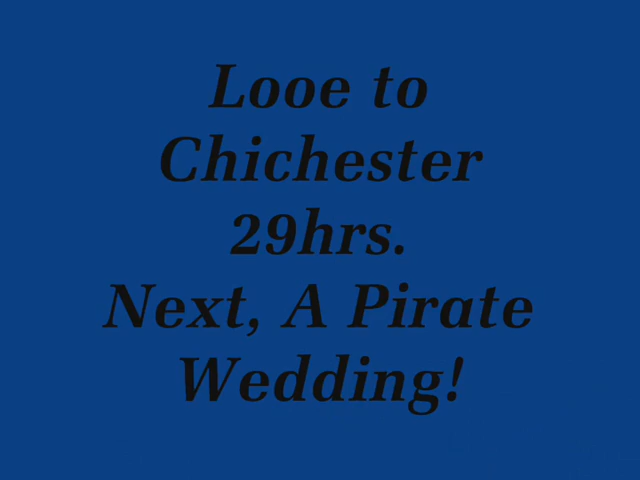 Looe to
Chichester
29hrs.
Next, A Pirate
Wedding!